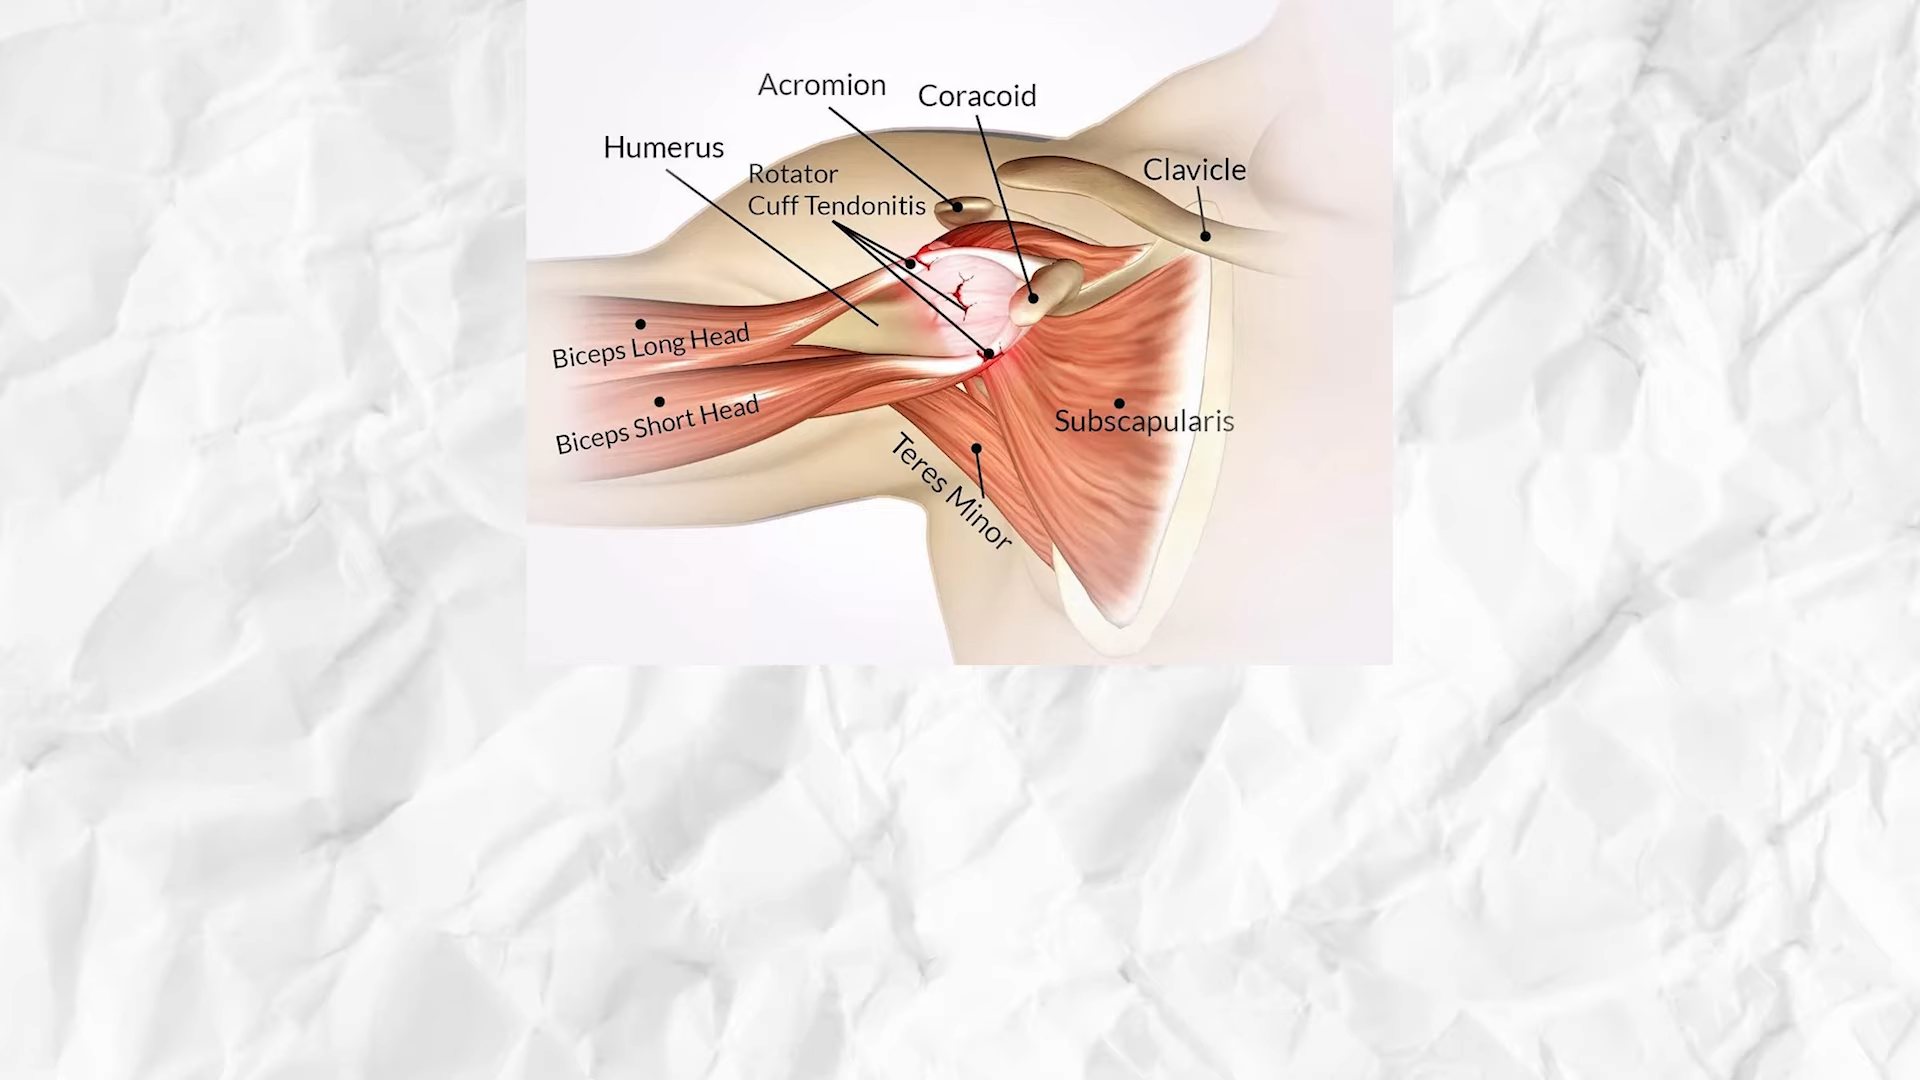 Acromion
Coracoid
Humerus
Rotator
Cuff Tendonitis
Clavicle
Biceps Long Head
Biceps Short Head
Subscapularis
Teres Minor